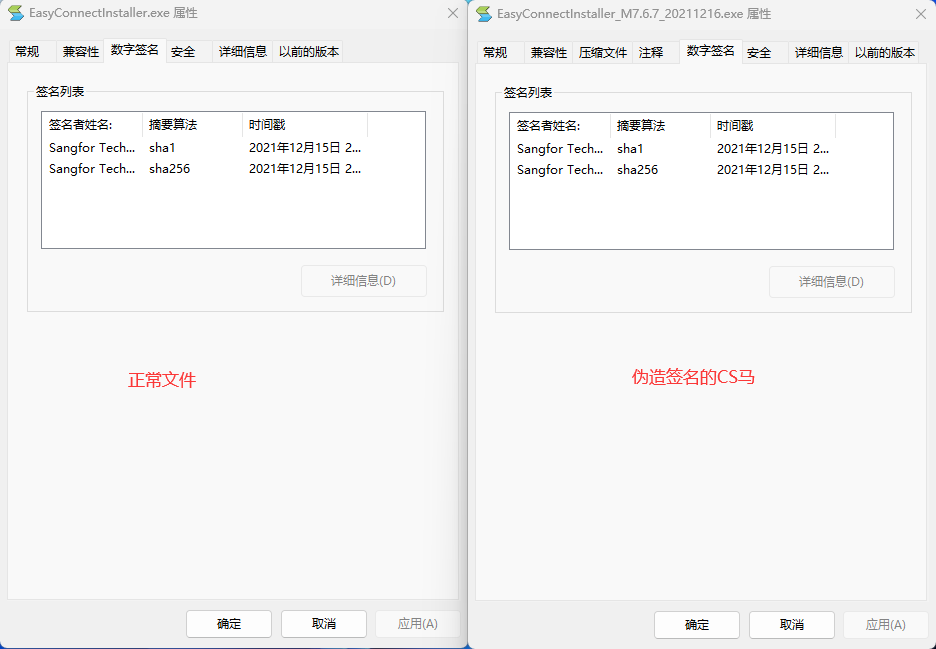 EasyConnectInstaller.exe 属性
常规 兼容性 数字签名 安全 详细信息 以前的版本
签名列表
签名者姓名: 摘要算法 时间戳
Sangfor Tech... sha1 2021年12月15日 2...
Sangfor Tech... sha256 2021年12月15日 2...
详细信息(D)
正常文件
确定 取消 应用(A)
EasyConnectInstaller_M7.6.7_20211216.exe 属性
常规 兼容性 压缩文件 注释 数字签名 安全 详细信息 以前的版本
签名列表
签名者姓名: 摘要算法 时间戳
Sangfor Tech... sha1 2021年12月15日 2...
Sangfor Tech... sha256 2021年12月15日 2...
详细信息(D)
伪造签名的CS马
确定 取消 应用(A)